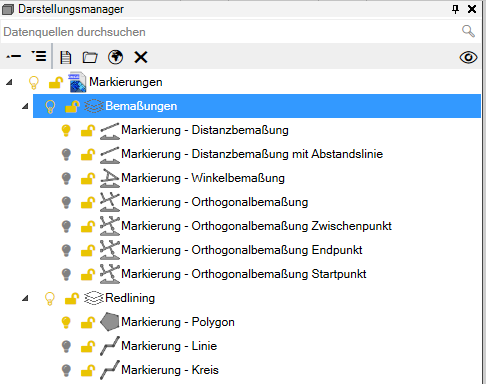 Darstellungsmanager
Datenquellen durchsuchen
Markierungen
Bemaßungen
Markierung - Distanzbemaßung
Markierung - Distanzbemaßung mit Abstandslinie
Markierung - Winkelbemaßung
Markierung - Orthogonalbemaßung
Markierung - Orthogonalbemaßung Zwischenpunkt
Markierung - Orthogonalbemaßung Endpunkt
Markierung - Orthogonalbemaßung Startpunkt
Redlining
Markierung - Polygon
Markierung - Linie
Markierung - Kreis